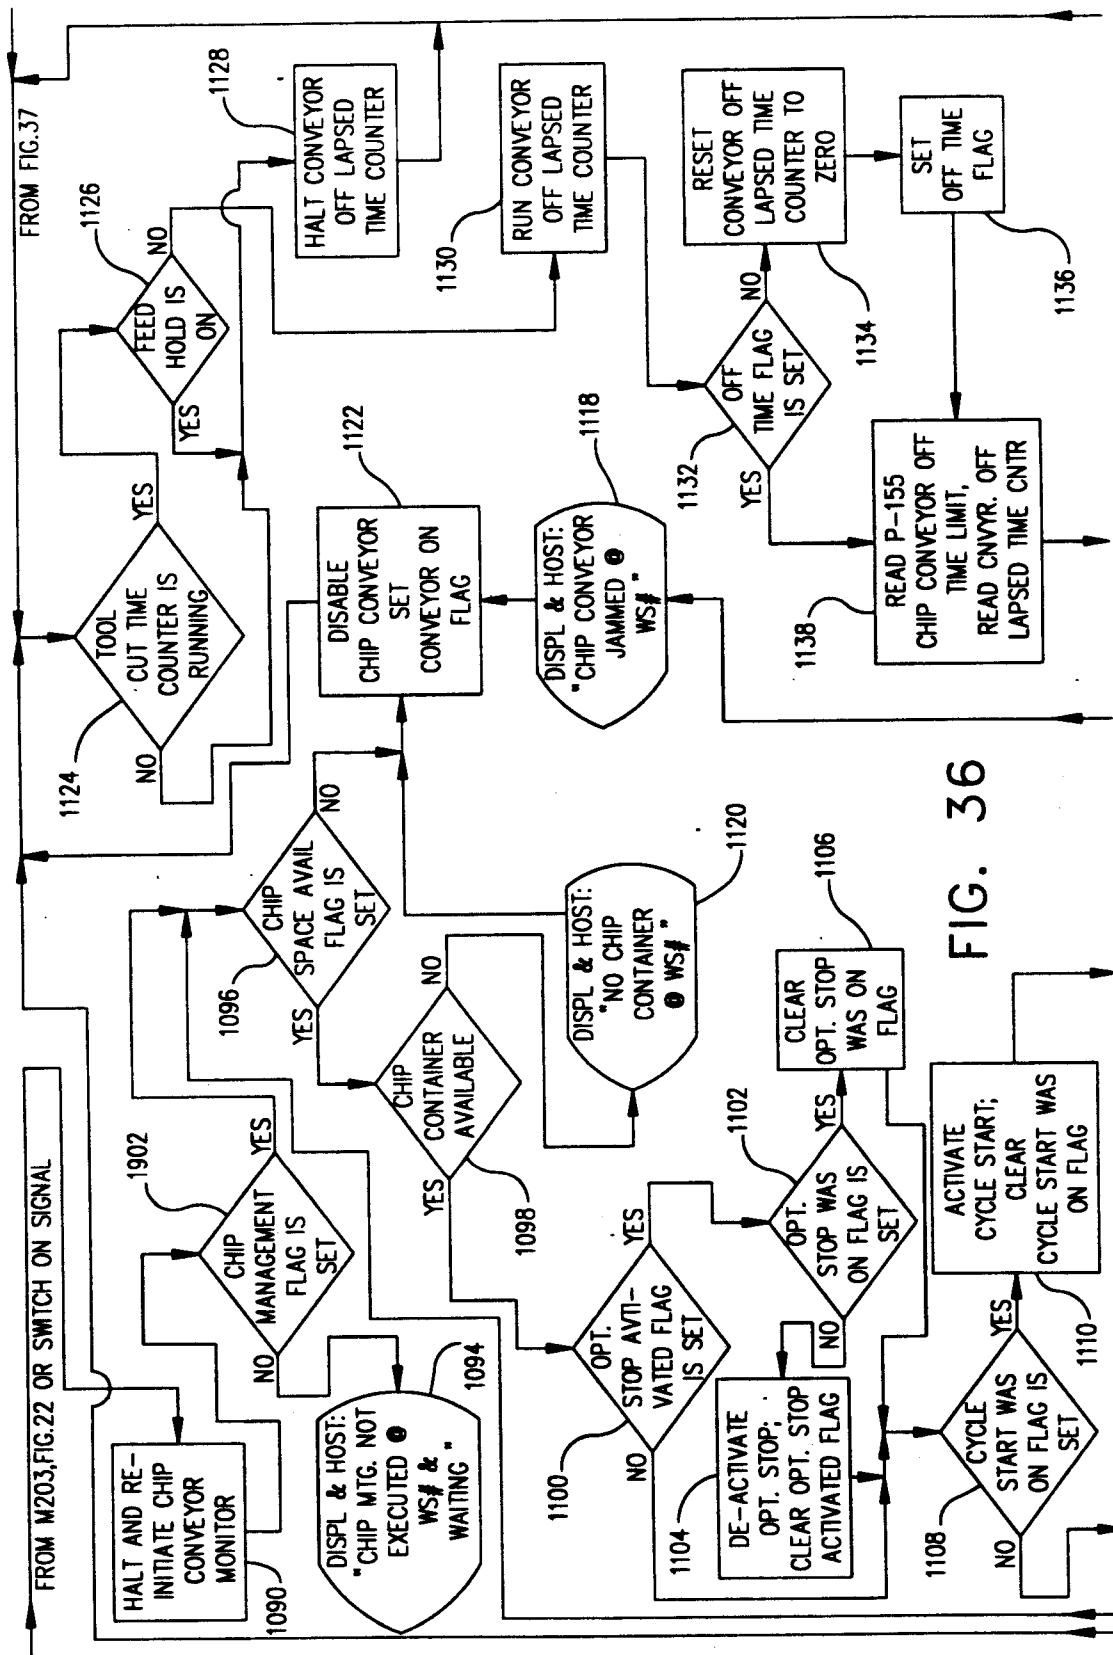 FROM M203,FIG.22 OR SWITCH ON SIGNAL
HALT AND RE-
INITIATE CHIP
CONVEYOR
MONITOR
1090
1902
CHIP
MANAGEMENT
FLAG IS
SET
NO
YES
DISPL & HOST:
"CHIP MTG. NOT
EXECUTED @
WS# &
WAITING "
1094
1096
CHIP
SPACE AVAIL
FLAG IS
SET
YES
NO
CHIP
CONTAINER
AVAILABLE
YES
NO
1098
DISPL & HOST:
"NO CHIP
CONTAINER
@ WS# "
1120
OPT.
STOP AVTI-
VATED FLAG
IS SET
NO
YES
1100
1102
OPT.
STOP WAS
ON FLAG IS
SET
NO
YES
1104
DE-ACTIVATE
OPT. STOP;
CLEAR OPT. STOP
ACTIVATED FLAG
CLEAR
OPT. STOP
WAS ON
FLAG
1106
1108
CYCLE
START WAS
ON FLAG IS
SET
NO
YES
ACTIVATE
CYCLE START;
CLEAR
CYCLE START WAS
ON FLAG
1110
FROM FIG.37
1124
TOOL
CUT TIME
COUNTER IS
RUNNING
NO
YES
1126
FEED
HOLD IS
ON
YES
NO
1128
HALT CONVEYOR
OFF LAPSED
TIME COUNTER
1130
RUN CONVEYOR
OFF LAPSED
TIME COUNTER
DISABLE
CHIP CONVEYOR
SET
CONVEYOR ON
FLAG
1122
DISPL & HOST:
"CHIP CONVEYOR
JAMMED @
WS# "
1118
1132
OFF
TIME FLAG
IS SET
YES
NO
RESET
CONVEYOR OFF
LAPSED TIME
COUNTER TO
ZERO
1134
SET
OFF TIME
FLAG
1136
1138
READ P-155
CHIP CONVEYOR OFF
TIME LIMIT,
READ CNVYR. OFF
LAPSED TIME CNTR
FIG. 36